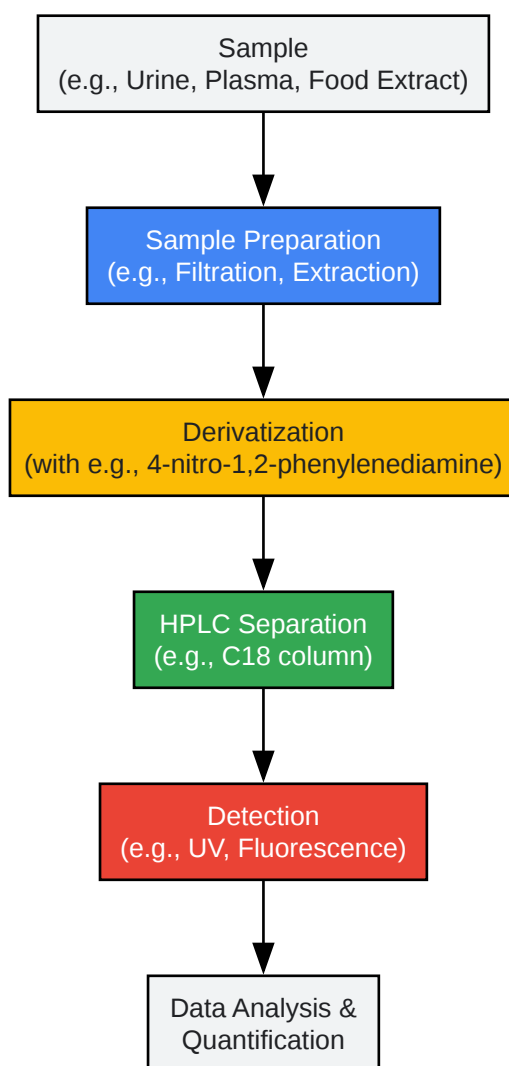 Sample
(e.g., Urine, Plasma, Food Extract)
Sample Preparation
(e.g., Filtration, Extraction)
Derivatization
(with e.g., 4-nitro-1,2-phenylenediamine)
HPLC Separation
(e.g., C18 column)
Detection
(e.g., UV, Fluorescence)
Data Analysis &
Quantification